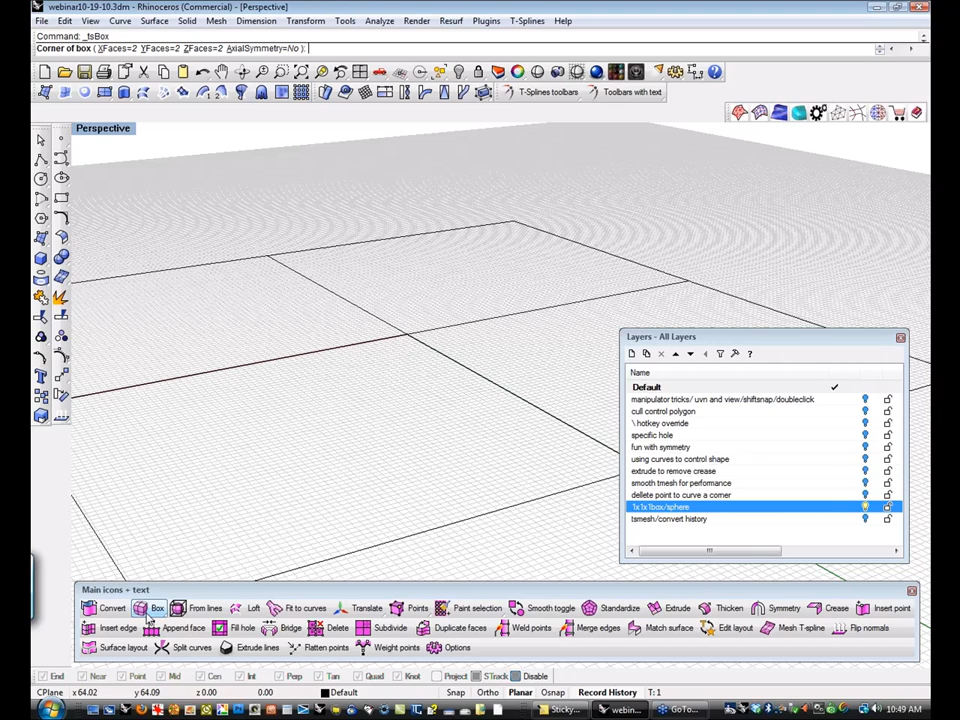 webinar10-19-10.3dm - Rhinoceros (Commercial) - [Perspective]
File Edit View Curve Surface Solid Mesh Dimension Transform Tools Analyze Render Resurf Plugins T-Splines Help
Command: _tsBox
Corner of box ( XFaces=2 YFaces=2 ZFaces=2 AxialSymmetry=No ):
T-Splines toolbars Toolbars with text
Perspective
Layers - All Layers
Name
Default
manipulator tricks/ uvn and view/shiftsnap/doubleclick
cull control polygon
\ hotkey override
specific hole
fun with symmetry
using curves to control shape
extrude to remove crease
smooth tmesh for performance
dellete point to curve a corner
1x1x1box/sphere
tsmesh/convert history
Main icons + text
Convert Box From lines Loft Fit to curves Translate Points Paint selection Smooth toggle Standardize Extrude Thicken Symmetry Crease Insert point
Insert edge Append face Fill hole Bridge Delete Subdivide Duplicate faces Weld points Merge edges Match surface Edit layout Mesh T-spline Flip normals
Surface layout Split curves Extrude lines Flatten points Weight points Options
End Near Point Mid Cen Int Perp Tan Quad Knot Project STrack Disable
CPlane x 64.02 y 64.09 z 0.00 0.00 Default Snap Ortho Planar Osnap Record History T:1
Sticky... webin... GoTo... 10:49 AM